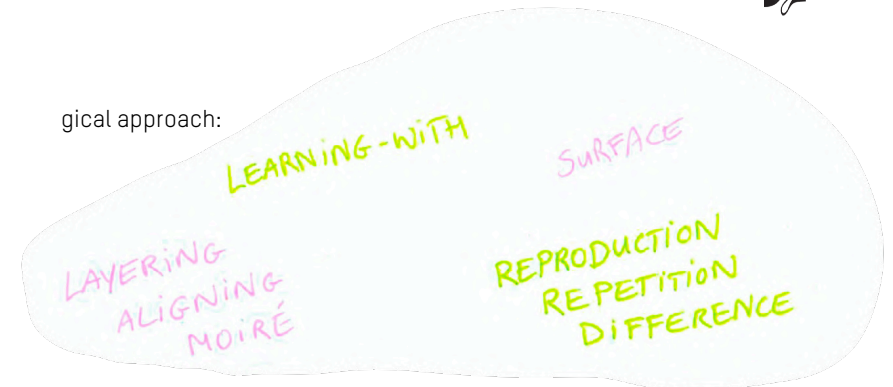 gical approach:
LEARNING-WITH
SURFACE
LAYERING
ALIGNING
MOIRÉ
REPRODUCTION
REPETITION
DIFFERENCE